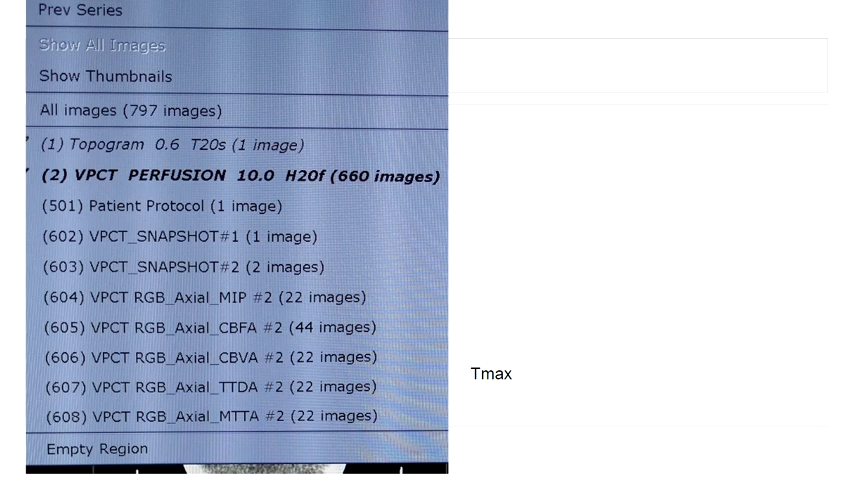 Prev Series
Show All Images
Show Thumbnails
All images (797 images)
(1) Topogram 0.6 T20s (1 image)
(2) VPCT PERFUSION 10.0 H20f (660 images)
(501) Patient Protocol (1 image)
(602) VPCT_SNAPSHOT#1 (1 image)
(603) VPCT_SNAPSHOT#2 (2 images)
(604) VPCT RGB_Axial_MIP #2 (22 images)
(605) VPCT RGB_Axial_CBFA #2 (44 images)
(606) VPCT RGB_Axial_CBVA #2 (22 images)
Tmax
(607) VPCT RGB_Axial_TTDA #2 (22 images)
(608) VPCT RGB_Axial_MTTA #2 (22 images)
Empty Region